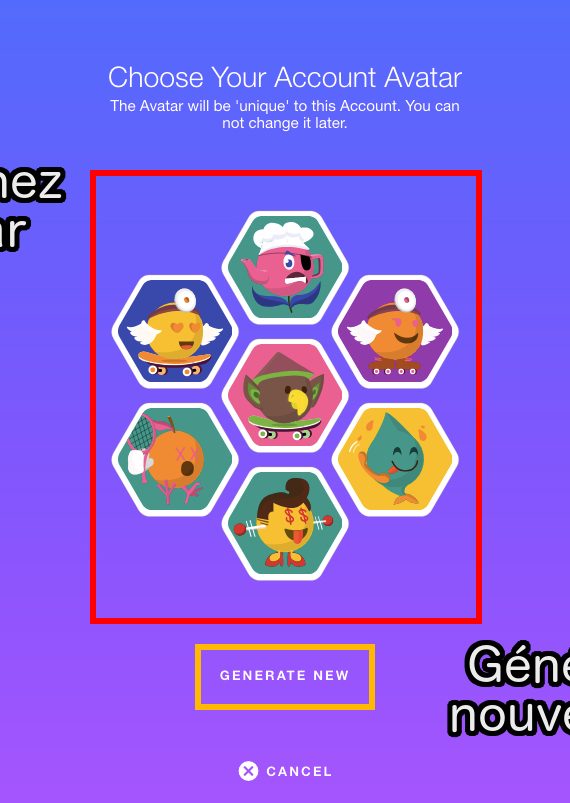 Choose Your Account Avatar
The Avatar will be 'unique' to this Account. You can
not change it later.
GENERATE NEW
CANCEL